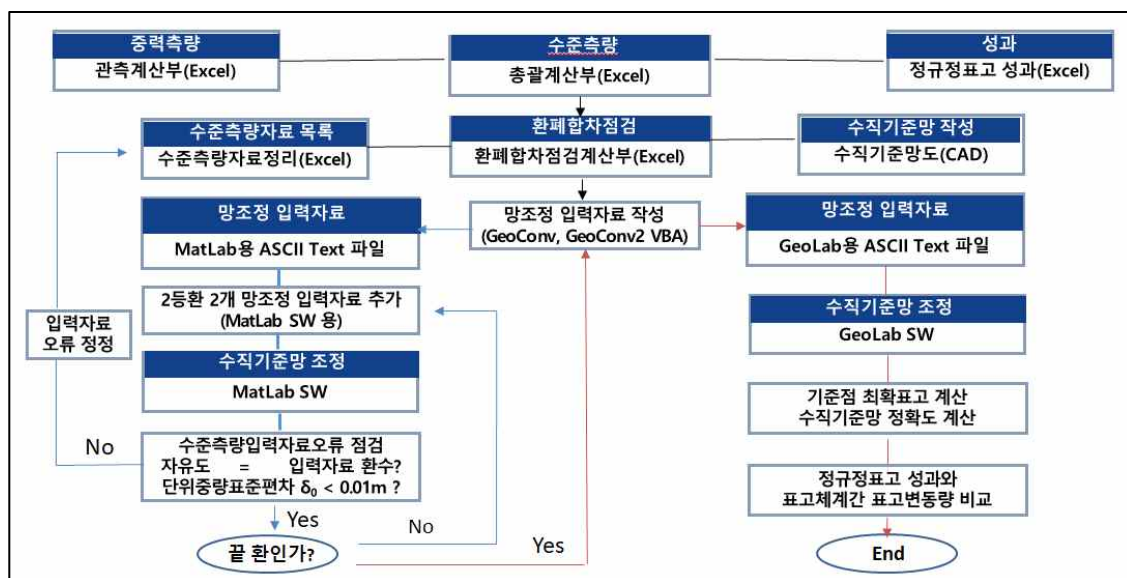 중력측량
관측계산부(Excel)
수준측량
총괄계산부(Excel)
성과
정규정표고 성과(Excel)
수준측량자료 목록
수준측량자료정리(Excel)
환폐합차점검
환폐합차점검계산부(Excel)
수직기준망 작성
수직기준망도(CAD)
망조정 입력자료
MatLab용 ASCII Text 파일
망조정 입력자료 작성
(GeoConv, GeoConv2 VBA)
망조정 입력자료
GeoLab용 ASCII Text 파일
2등환 2개 망조정 입력자료 추가
(MatLab SW 용)
입력자료
오류 정정
수직기준망 조정
MatLab SW
수직기준망 조정
GeoLab SW
기준점 최확표고 계산
수직기준망 정확도 계산
No
수준측량입력자료오류 점검
자유도 = 입력자료 환수?
단위중량표준편차 δ₀ < 0.01m ?
정규정표고 성과와
표고체계간 표고변동량 비교
Yes
No
Yes
끝 환인가?
End